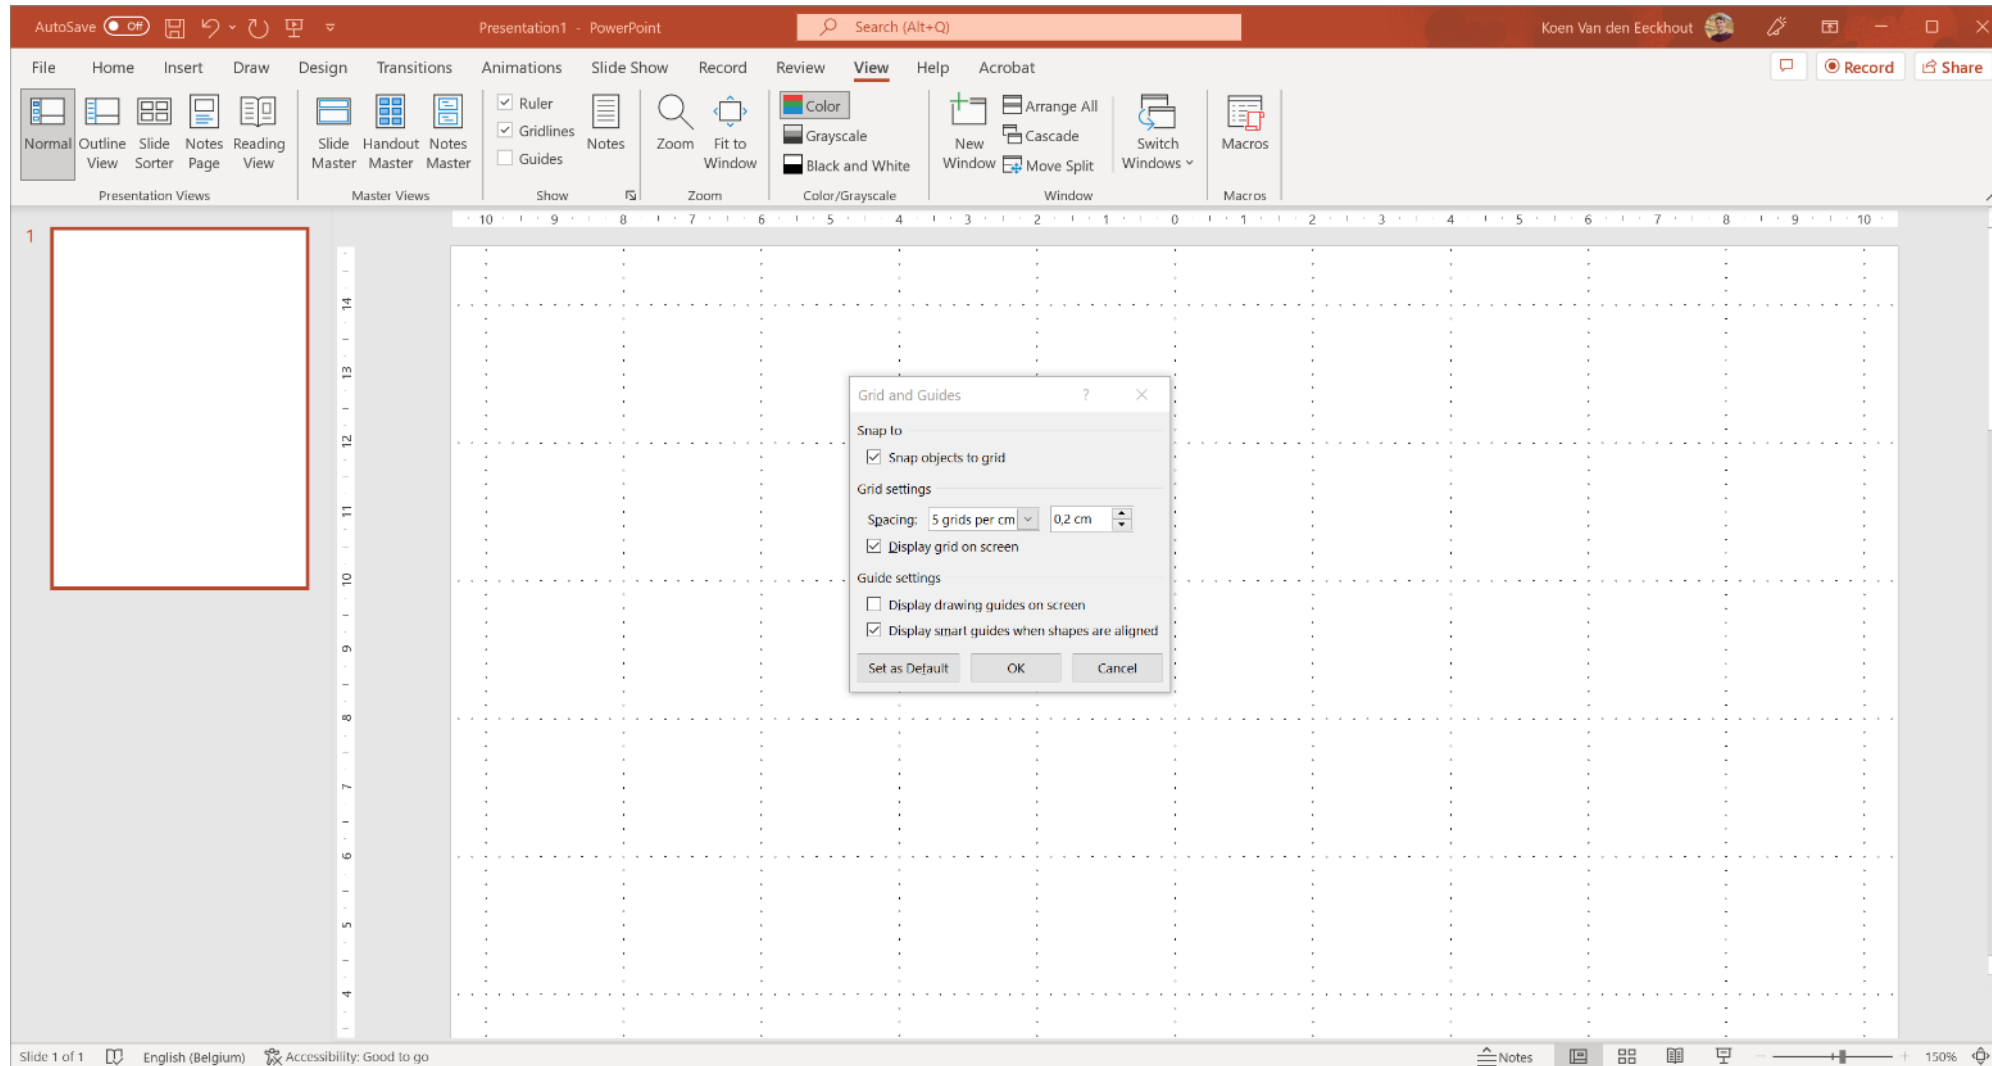 AutoSave Off Presentation1 - PowerPoint Search (Alt+Q) Koen Van den Eeckhout
File Home Insert Draw Design Transitions Animations Slide Show Record Review View Help Acrobat Record Share
Normal
Outline View
Slide Sorter
Notes Page
Reading View
Presentation Views
Slide Master
Handout Master
Notes Master
Master Views
Ruler
Gridlines
Guides
Notes
Show
Zoom
Fit to Window
Zoom
Color
Grayscale
Black and White
Color/Grayscale
New Window
Arrange All
Cascade
Move Split
Switch Windows
Window
Macros
Macros
10 9 8 7 6 5 4 3 2 1 0 1 2 3 4 5 6 7 8 9 10
1
14
13
12
11
10
9
8
7
6
5
4
Grid and Guides ?
Snap to
Snap objects to grid
Grid settings
Spacing: 5 grids per cm 0,2 cm
Display grid on screen
Guide settings
Display drawing guides on screen
Display smart guides when shapes are aligned
Set as Default OK Cancel
Slide 1 of 1 English (Belgium) Accessibility: Good to go Notes 150%